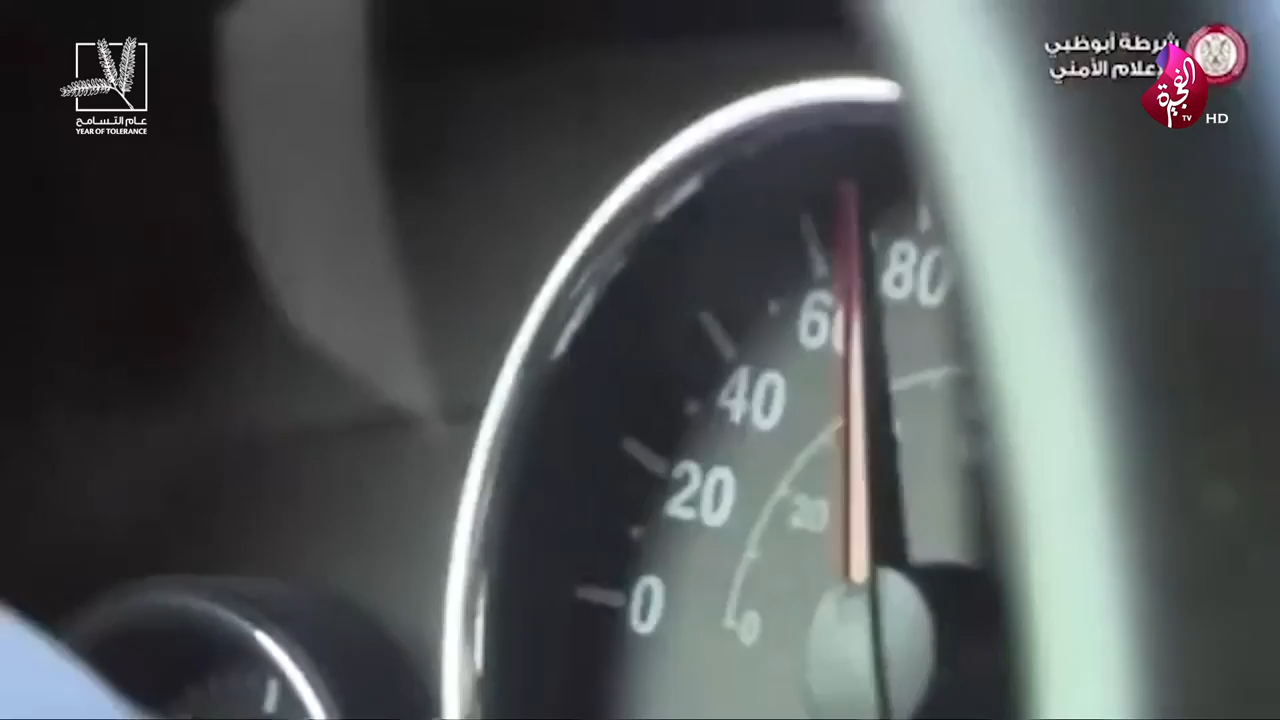 عام التسامح
YEAR OF TOLERANCE
شرطة أبوظبي
الإعلام الأمني
الفجيرة
TV HD
80
60
40
20
0
20
0